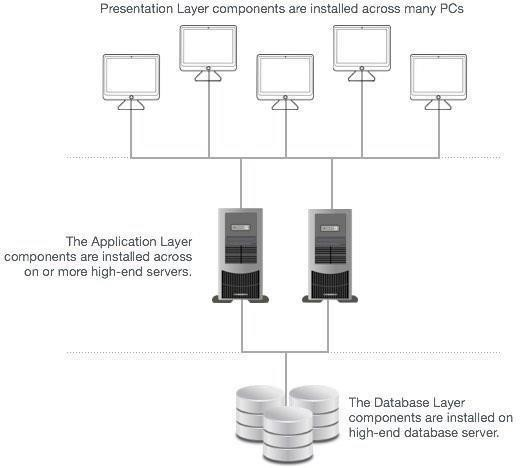 Presentation Layer components are installed across many PCs
The Application Layer
components are installed across
on or more high-end servers.
The Database Layer
components are installed on
high-end database server.